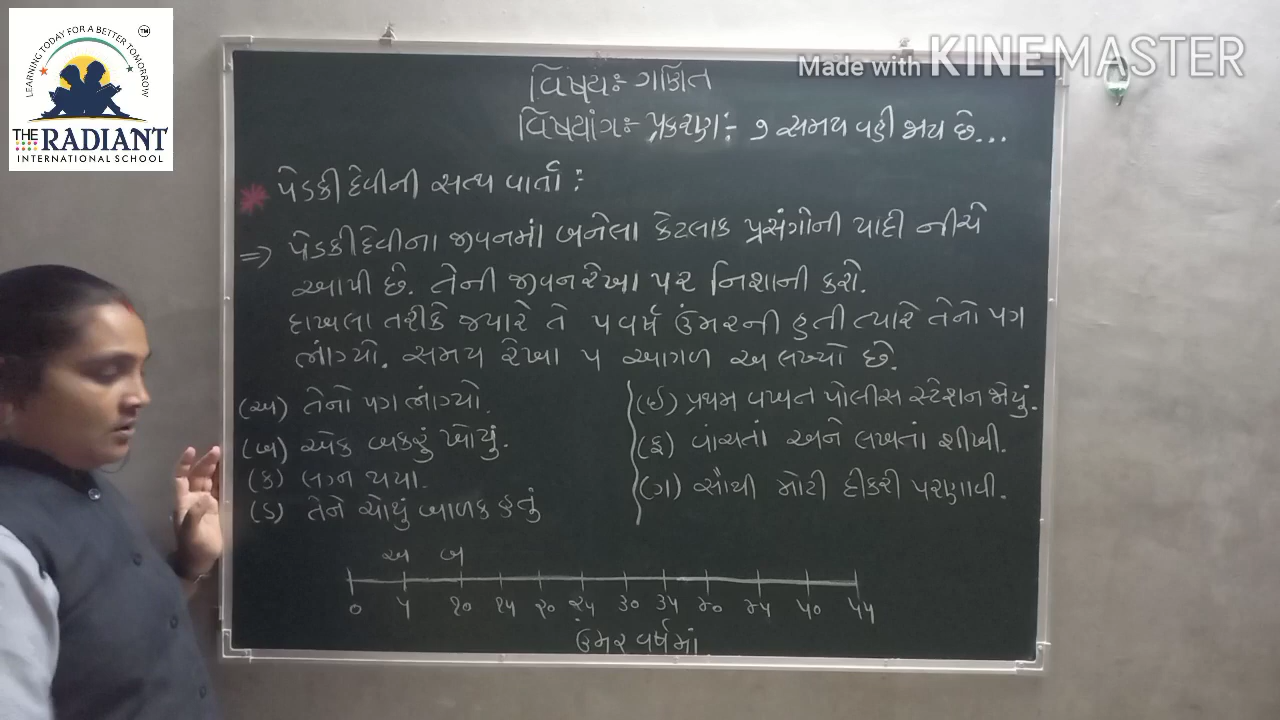 LEARNING TODAY FOR A BETTER TOMORROW
TM
THE RADIANT
INTERNATIONAL SCHOOL
Made with KINEMASTER
વિષય:- ગણિત
વિષયાંગ:- પ્રકરણ:- ૭ સમય વહી જાય છે...
* પેડકીદેવીની સત્ય વાર્તા :
⇒ પેડકીદેવીના જીવનમાં બનેલા કેટલાક પ્રસંગોની યાદી નીચે
આપી છે. તેની જીવનરેખા પર નિશાની કરો.
દાખલા તરીકે જ્યારે તે ૫ વર્ષ ઉંમરની હતી ત્યારે તેનો પગ
ભાંગ્યો. સમય રેખા ૫ આગળ અ લખ્યો છે.
(અ) તેનો પગ ભાંગ્યો.
(બ) એક બકરું ખોયું.
(ક) લગ્ન થયા.
(ડ) તેને ચોથું બાળક હતું
(ઈ) પ્રથમ વખત પોલીસ સ્ટેશન જોયું.
(ફ) વાંચતાં અને લખતાં શીખી.
(ગ) સૌથી મોટી દીકરી પરણાવી.
અ બ
૦ ૫ ૧૦ ૧૫ ૨૦ ૨૫ ૩૦ ૩૫ ૪૦ ૪૫ ૫૦ ૫૫
ઉંમર વર્ષમાં